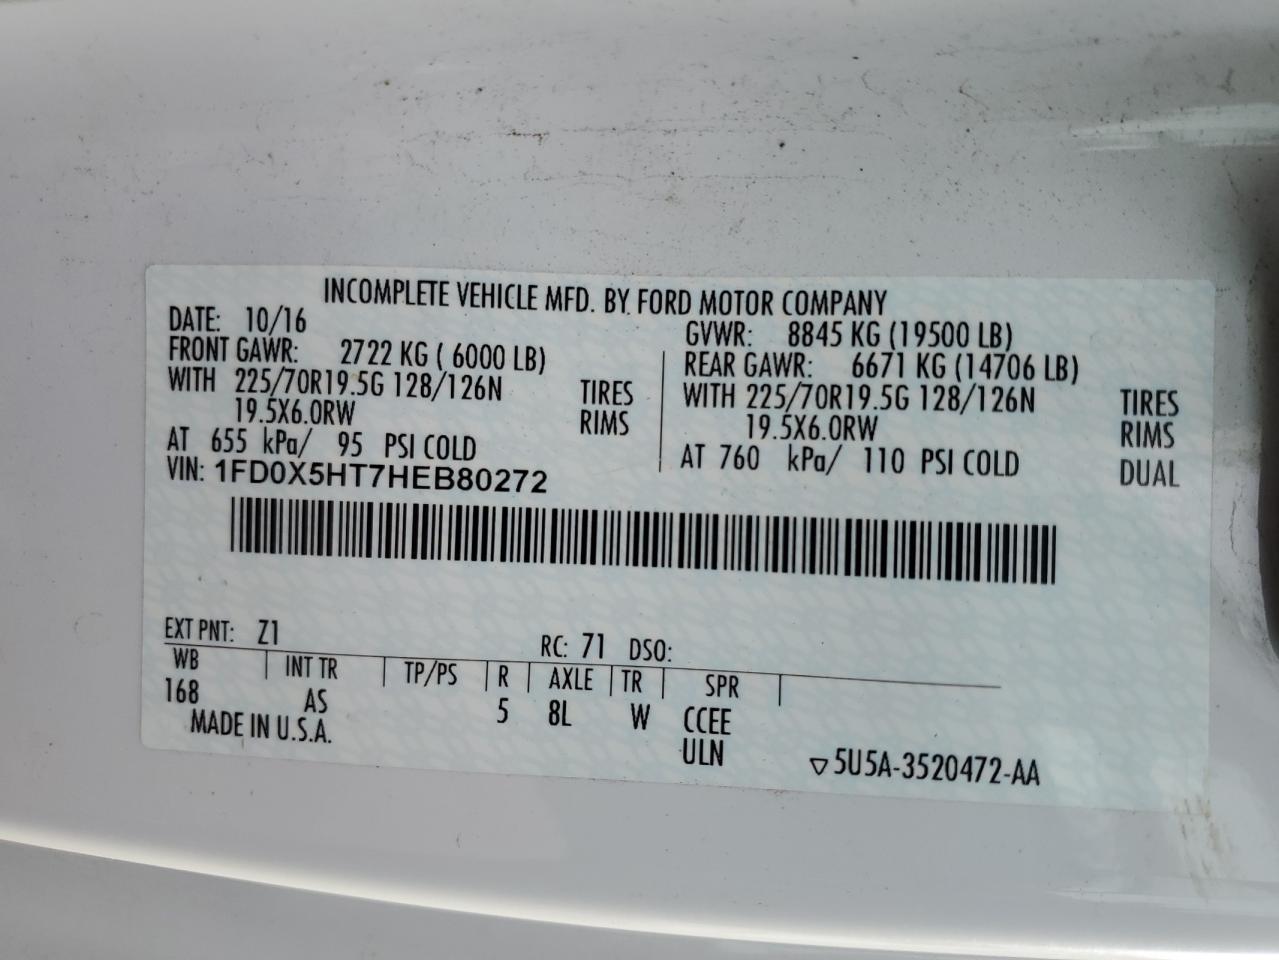 INCOMPLETE VEHICLE MFD. BY FORD MOTOR COMPANY
DATE: 10/16
GVWR: 8845 KG (19500 LB)
FRONT GAWR: 2722 KG ( 6000 LB)
REAR GAWR: 6671 KG (14706 LB)
WITH 225/70R19.5G 128/126N TIRES
WITH 225/70R19.5G 128/126N TIRES
19.5X6.0RW RIMS
19.5X6.0RW RIMS
AT 655 kPa/ 95 PSI COLD
AT 760 kPa/ 110 PSI COLD DUAL
VIN: 1FD0X5HT7HEB80272
EXT PNT: Z1 RC: 71 DSO:
WB INT TR TP/PS R AXLE TR SPR
168 AS 5 8L W CCEE
MADE IN U.S.A. ULN
▽5U5A-3520472-AA